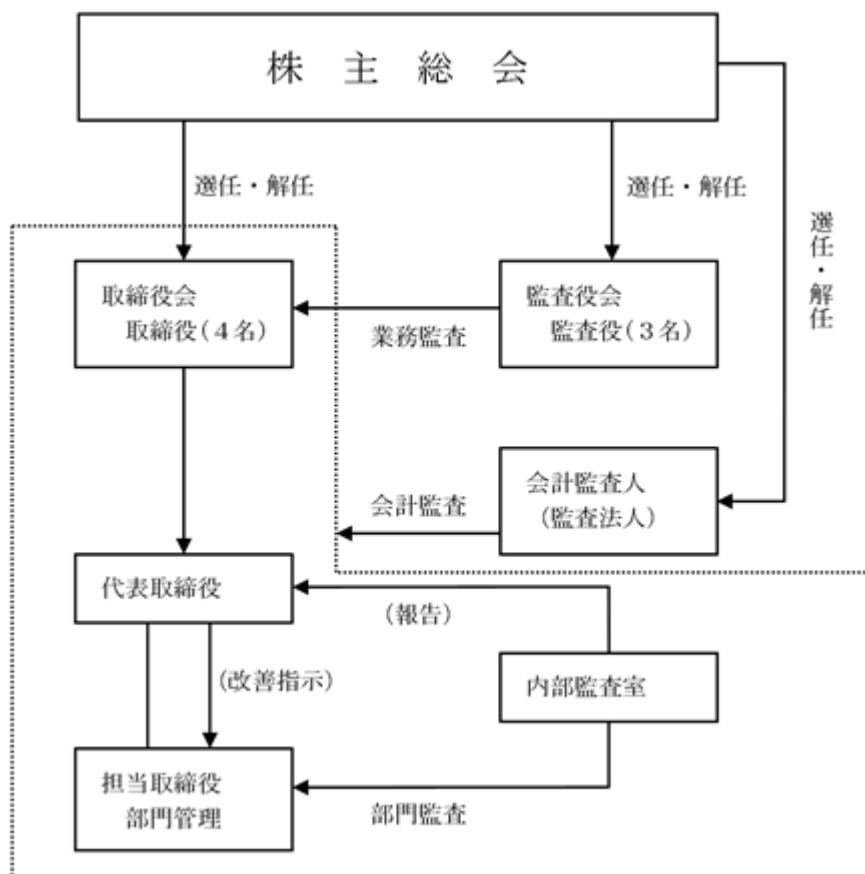 株主総会
選任・解任
選任・解任
選任・解任
取締役会
取締役(4名)
業務監査
監査役会
監査役(3名)
会計監査
会計監査人
(監査法人)
代表取締役
(報告)
(改善指示)
内部監査室
担当取締役
部門管理
部門監査